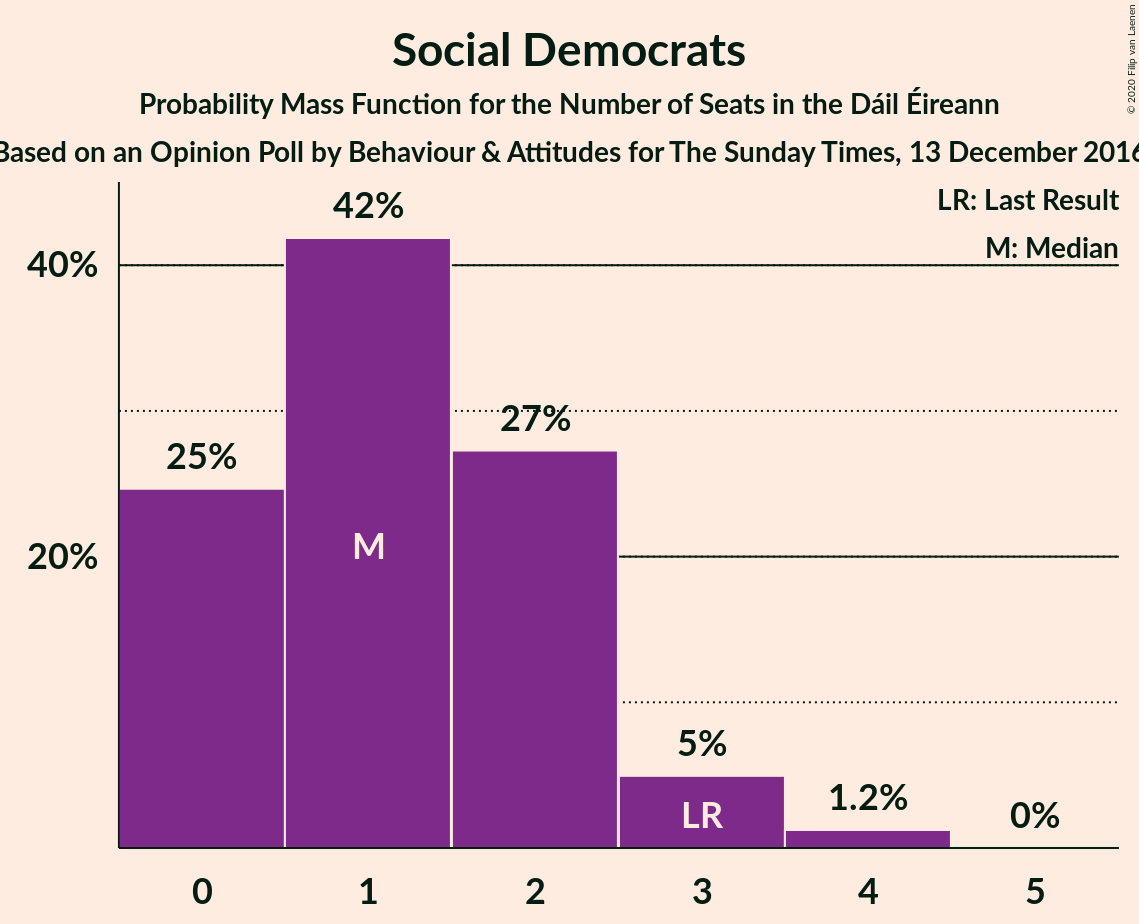 Social Democrats
Probability Mass Function for the Number of Seats in the Dáil Éireann
Based on an Opinion Poll by Behaviour & Attitudes for The Sunday Times, 13 December 2016
© 2020 Filip van Laenen
LR: Last Result
M: Median
42%
40%
27%
25%
M
20%
5%
LR
1.2%
0%
0 1 2 3 4 5